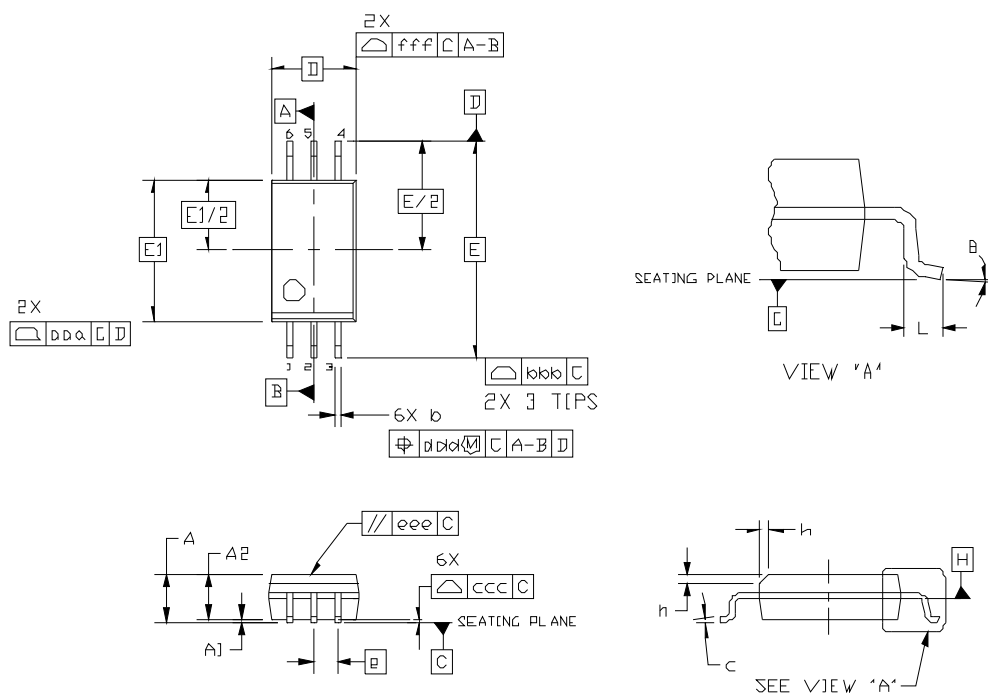 2X
fff C A-B
D
A
D
6 5 4
E1/2
E/2
E1
E
2X
aaa C D
1 2 3
B
bbb C
2X 3 TIPS
6X b
ddd M C A-B D
SEATING PLANE
C
B
L
VIEW "A"
// eee C
A
A2
6X
ccc C
SEATING PLANE
A1
e
C
h
h
H
c
SEE VIEW "A"